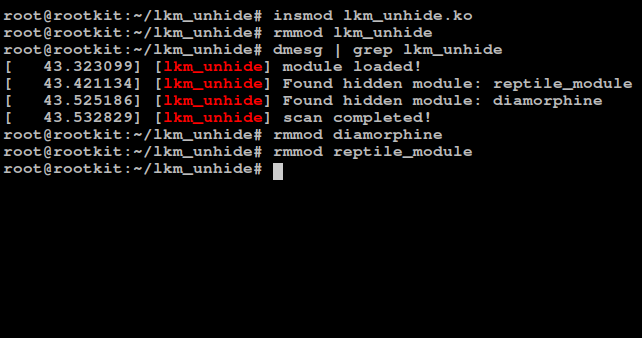 root@rootkit:~/lkm_unhide# insmod lkm_unhide.ko
root@rootkit:~/lkm_unhide# rmmod lkm_unhide
root@rootkit:~/lkm_unhide# dmesg | grep lkm_unhide
[   43.323099] [lkm_unhide] module loaded!
[   43.421134] [lkm_unhide] Found hidden module: reptile_module
[   43.525186] [lkm_unhide] Found hidden module: diamorphine
[   43.532829] [lkm_unhide] scan completed!
root@rootkit:~/lkm_unhide# rmmod diamorphine
root@rootkit:~/lkm_unhide# rmmod reptile_module
root@rootkit:~/lkm_unhide#